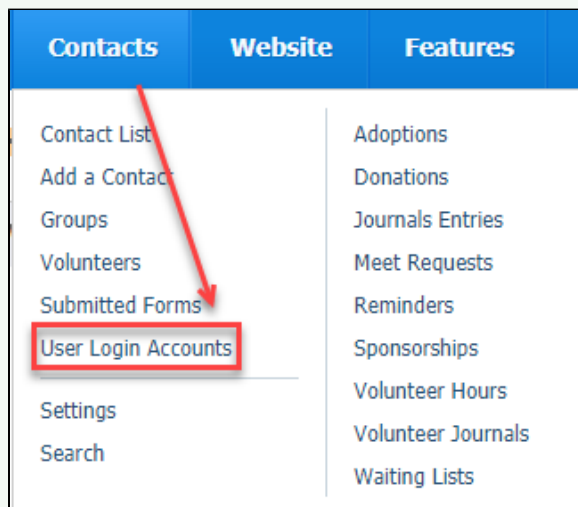 Contacts Website Features
Contact List
Add a Contact
Groups
Volunteers
Submitted Forms
User Login Accounts
Settings
Search
Adoptions
Donations
Journals Entries
Meet Requests
Reminders
Sponsorships
Volunteer Hours
Volunteer Journals
Waiting Lists